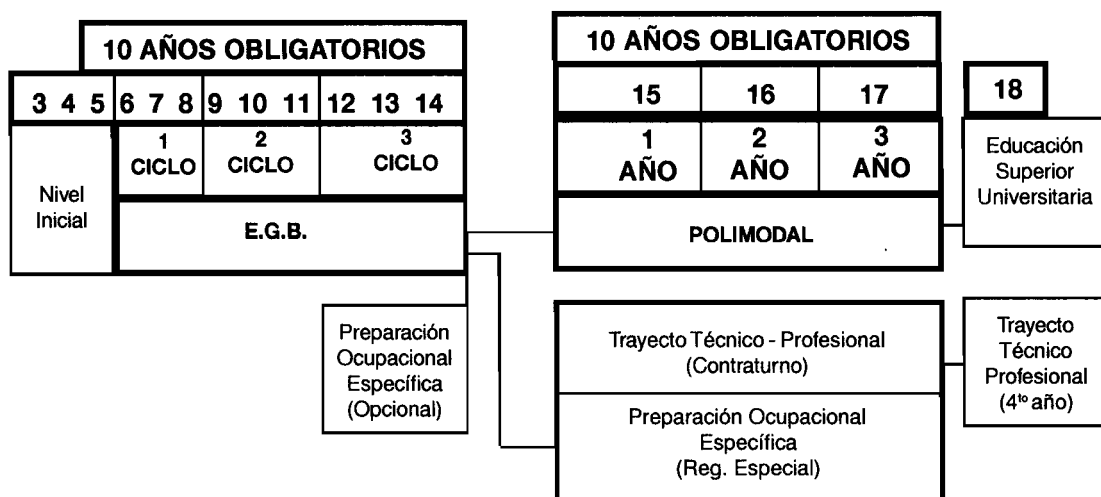 10 AÑOS OBLIGATORIOS
3 4 5 6 7 8 9 10 11 12 13 14
1
CICLO
2
CICLO
3
CICLO
Nivel
Inicial
E.G.B.
Preparación
Ocupacional
Específica
(Opcional)
10 AÑOS OBLIGATORIOS
15 16 17
1
AÑO
2
AÑO
3
AÑO
POLIMODAL
18
Educación
Superior
Universitaria
Trayecto Técnico - Profesional
(Contraturno)
Preparación Ocupacional
Específica
(Reg. Especial)
Trayecto
Técnico
Profesional
(4to año)